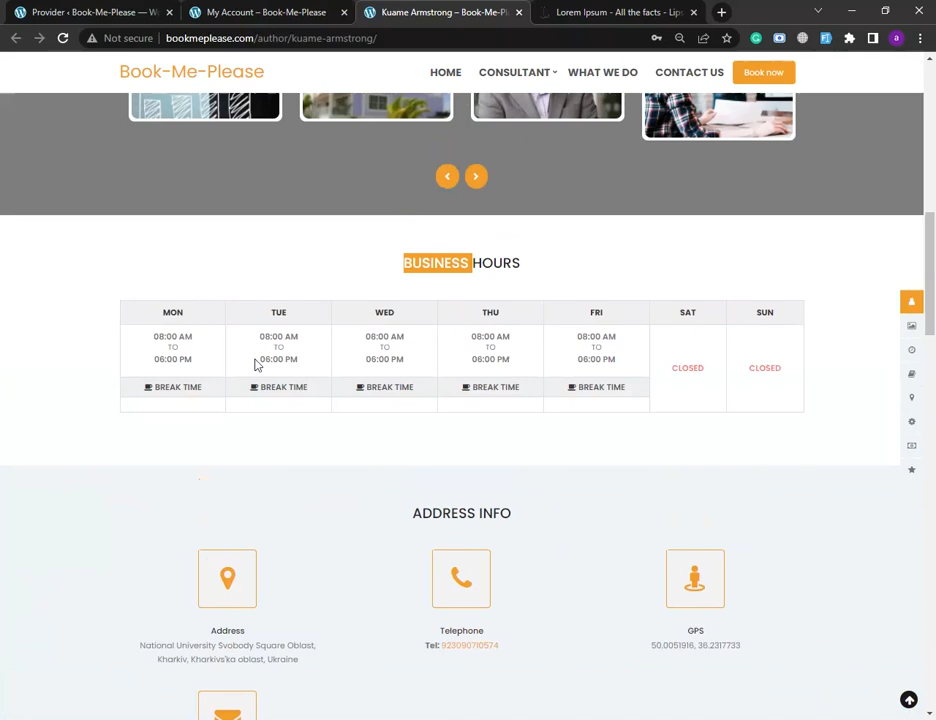 Provider ‹ Book-Me-Please — W
My Account – Book-Me-Please
Kuame Armstrong – Book-Me-Pl
Lorem Ipsum - All the facts - Lips
Not secure
bookmeplease.com/author/kuame-armstrong/
a
Book-Me-Please
HOME
CONSULTANT
WHAT WE DO
CONTACT US
Book now
BUSINESS HOURS
MON TUE WED THU FRI SAT SUN
08:00 AM 08:00 AM 08:00 AM 08:00 AM 08:00 AM
TO TO TO TO TO
06:00 PM 06:00 PM 06:00 PM 06:00 PM 06:00 PM
CLOSED CLOSED
BREAK TIME BREAK TIME BREAK TIME BREAK TIME BREAK TIME
ADDRESS INFO
Address
National University Svobody Square Oblast,
Kharkiv, Kharkivs'ka oblast, Ukraine
Telephone
Tel: 923090710574
GPS
50.0051916, 36.2317733